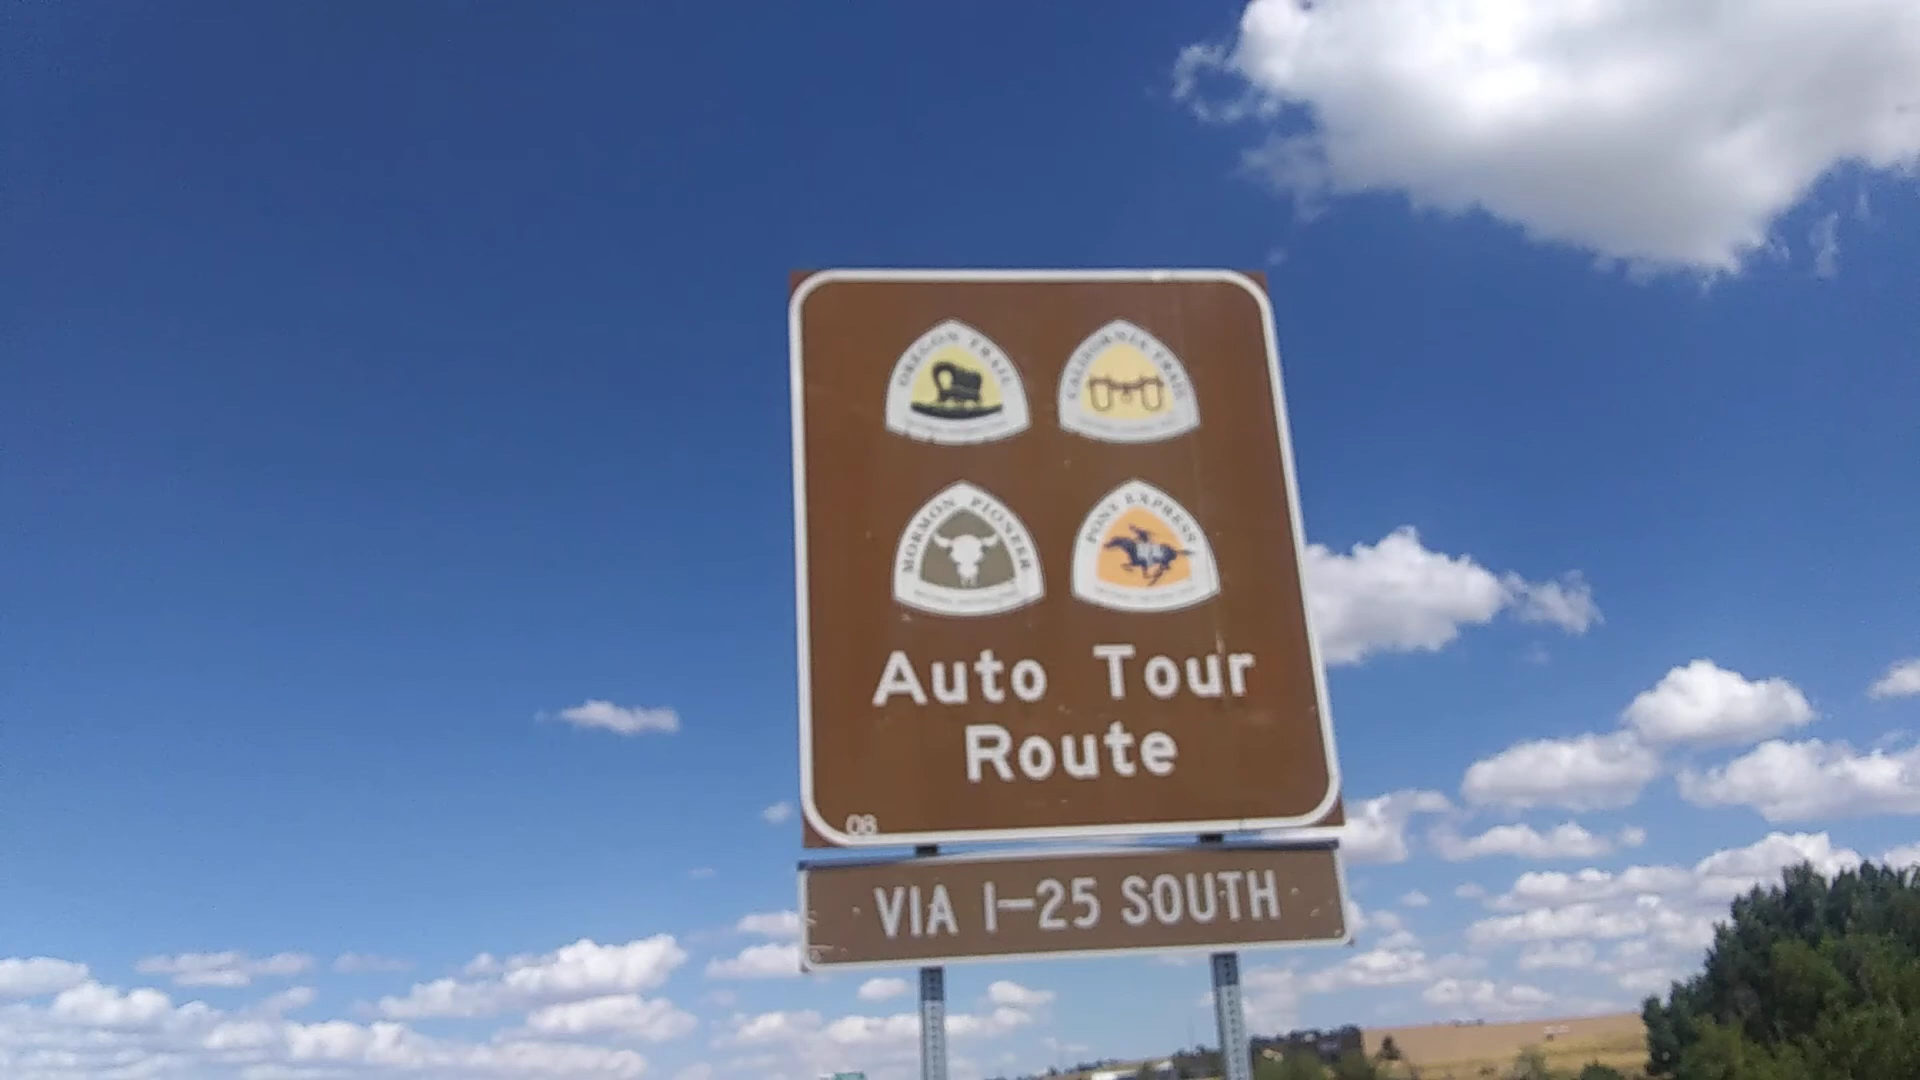 OREGON TRAIL
CALIFORNIA TRAIL
MORMON PIONEER
PONY EXPRESS
Auto Tour
Route
08
VIA I-25 SOUTH